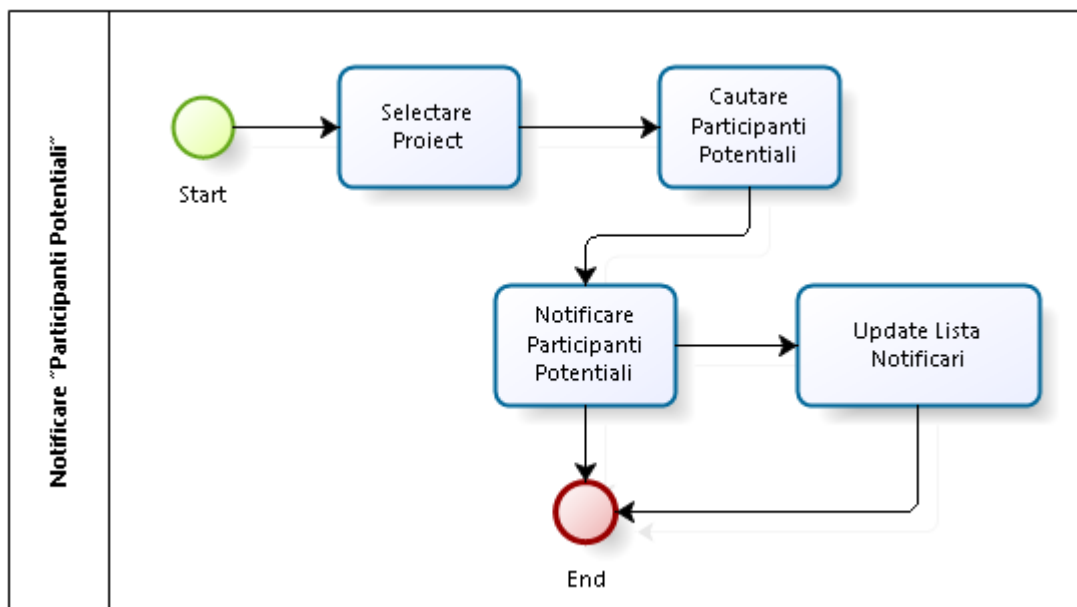 Notificare "Participanti Potentiali"
Start
Selectare
Proiect
Cautare
Participanti
Potentiali
Notificare
Participanti
Potentiali
Update Lista
Notificari
End